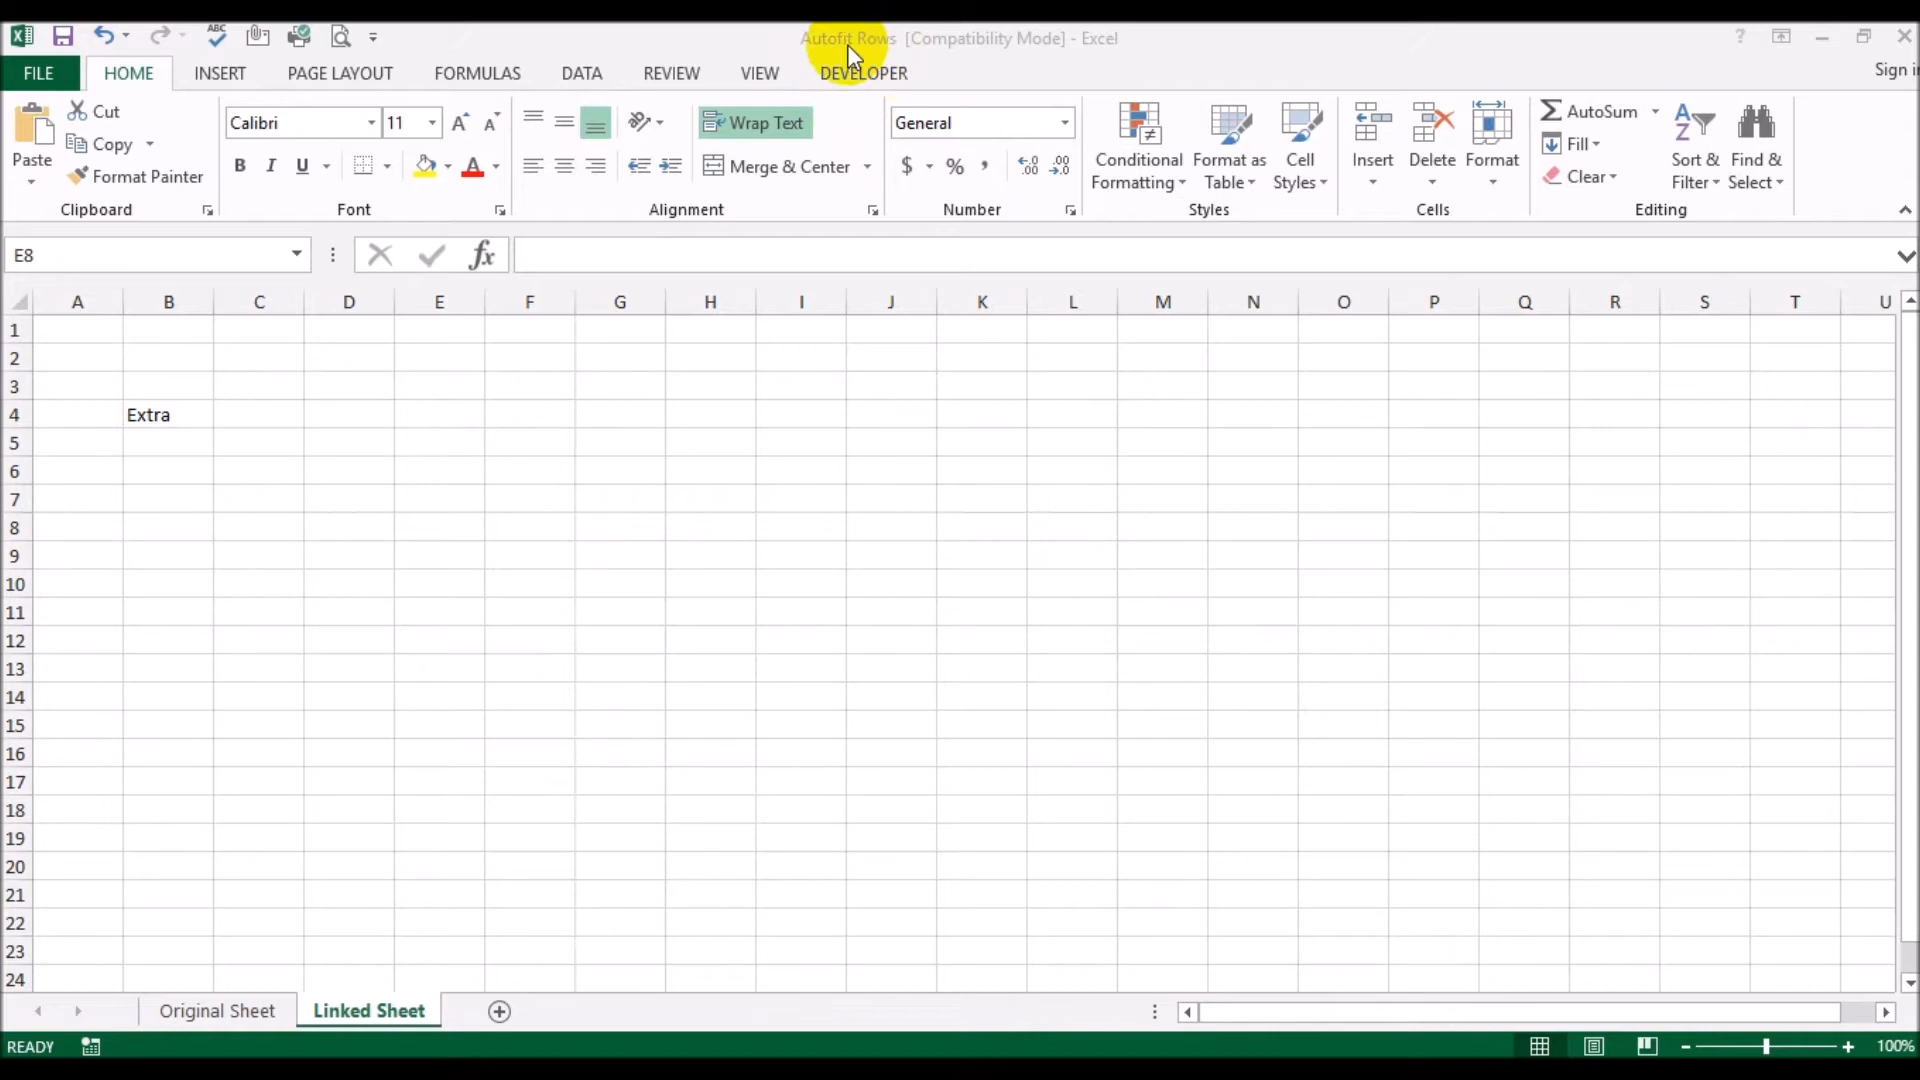 Autofit Rows [Compatibility Mode] - Excel
?
FILE HOME INSERT PAGE LAYOUT FORMULAS DATA REVIEW VIEW DEVELOPER
Cut
Copy
Format Painter
Paste
Clipboard
Calibri 11
B I U
Font
Wrap Text
Merge & Center
Alignment
General
$ % ,
Number
Conditional
Formatting
Format as
Table
Cell
Styles
Styles
Insert
Delete
Format
Cells
AutoSum
Fill
Clear
Sort &
Filter
Find &
Select
Editing
E8
fx
A B C D E F G H I J K L M N O P Q R S T U
1
2
3
4 Extra
5
6
7
8
9
10
11
12
13
14
15
16
17
18
19
20
21
22
23
24
Original Sheet Linked Sheet
READY
100%